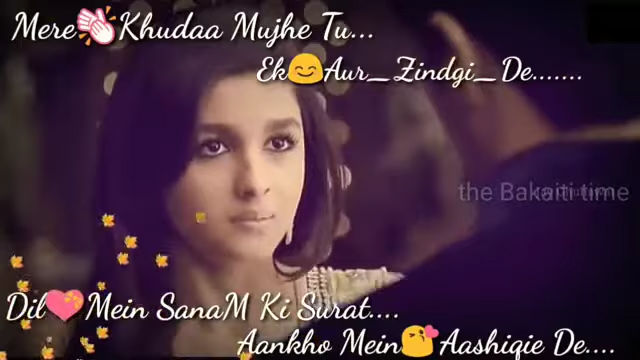 Mere👏Khudaa Mujhe Tu...
Ek😊Aur_Zindgi_De.......
the Bakaiti time
Dil💖Mein SanaM Ki Surat....
Aankho Mein😘Aashiqie De....